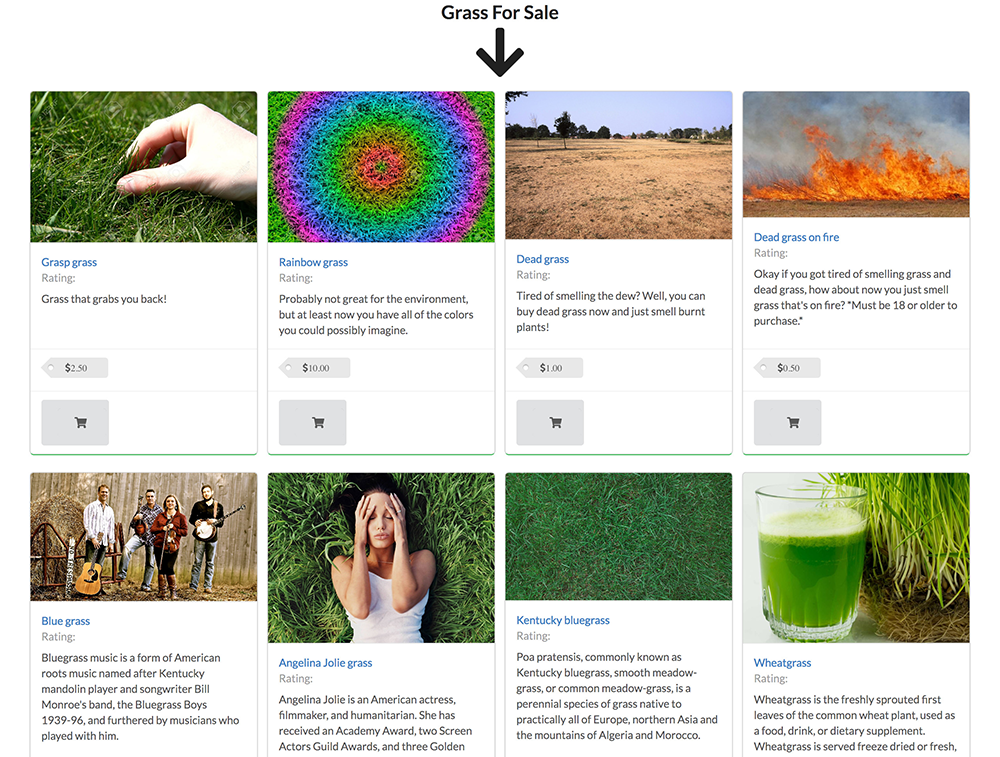 Grass For Sale
Grasp grass
Rating:
Grass that grabs you back!
$2.50
Rainbow grass
Rating:
Probably not great for the environment,
but at least now you have all of the colors
you could possibly imagine.
$10.00
Dead grass
Rating:
Tired of smelling the dew? Well, you can
buy dead grass now and just smell burnt
plants!
$1.00
Dead grass on fire
Rating:
Okay if you got tired of smelling grass and
dead grass, how about now you just smell
grass that's on fire? *Must be 18 or older to
purchase.*
$0.50
Blue grass
Rating:
Bluegrass music is a form of American
roots music named after Kentucky
mandolin player and songwriter Bill
Monroe's band, the Bluegrass Boys
1939-96, and furthered by musicians who
played with him.
Angelina Jolie grass
Rating:
Angelina Jolie is an American actress,
filmmaker, and humanitarian. She has
received an Academy Award, two Screen
Actors Guild Awards, and three Golden
Kentucky bluegrass
Rating:
Poa pratensis, commonly known as
Kentucky bluegrass, smooth meadow-
grass, or common meadow-grass, is a
perennial species of grass native to
practically all of Europe, northern Asia and
the mountains of Algeria and Morocco.
Wheatgrass
Rating:
Wheatgrass is the freshly sprouted first
leaves of the common wheat plant, used as
a food, drink, or dietary supplement.
Wheatgrass is served freeze dried or fresh,